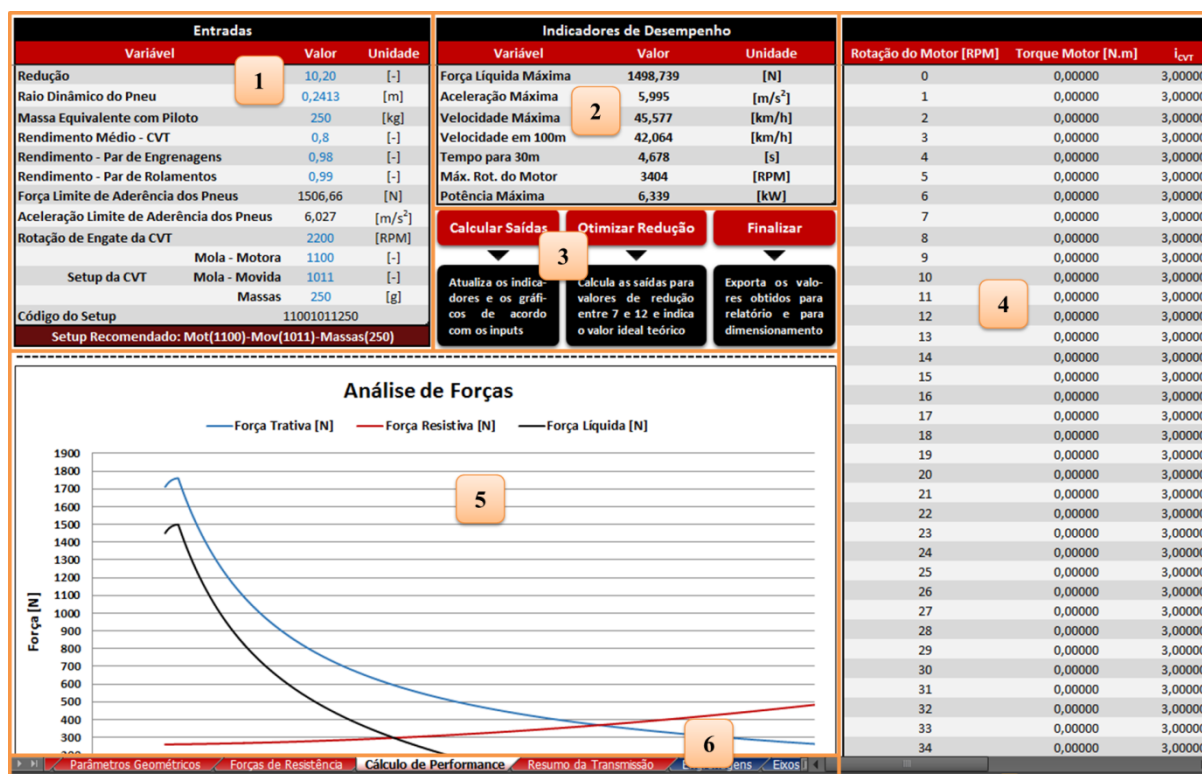 Entradas
Variável Valor Unidade
Redução 10,20 [-]
Raio Dinâmico do Pneu 0,2413 [m]
Massa Equivalente com Piloto 250 [kg]
Rendimento Médio - CVT 0,8 [-]
Rendimento - Par de Engrenagens 0,98 [-]
Rendimento - Par de Rolamentos 0,99 [-]
Força Limite de Aderência dos Pneus 1506,66 [N]
Aceleração Limite de Aderência dos Pneus 6,027 [m/s²]
Rotação de Engate da CVT 2200 [RPM]
Mola - Motora 1100 [-]
Setup da CVT Mola - Movida 1011 [-]
Massas 250 [g]
Código do Setup 11001011250
Setup Recomendado: Mot(1100)-Mov(1011)-Massas(250)
1
Indicadores de Desempenho
Variável Valor Unidade
Força Líquida Máxima 1498,739 [N]
Aceleração Máxima 5,995 [m/s²]
Velocidade Máxima 45,577 [km/h]
Velocidade em 100m 42,064 [km/h]
Tempo para 30m 4,678 [s]
Máx. Rot. do Motor 3404 [RPM]
Potência Máxima 6,339 [kW]
2
Calcular Saídas
Atualiza os indica-
dores e os gráfi-
cos de acordo
com os inputs
Otimizar Redução
Calcula as saídas para
valores de redução
entre 7 e 12 e indica
o valor ideal teórico
Finalizar
Exporta os valo-
res obtidos para
relatório e para
dimensionamento
3
Rotação do Motor [RPM] Torque Motor [N.m] iCVT
0 0,00000 3,00000
1 0,00000 3,00000
2 0,00000 3,00000
3 0,00000 3,00000
4 0,00000 3,00000
5 0,00000 3,00000
6 0,00000 3,00000
7 0,00000 3,00000
8 0,00000 3,00000
9 0,00000 3,00000
10 0,00000 3,00000
11 0,00000 3,00000
12 0,00000 3,00000
13 0,00000 3,00000
14 0,00000 3,00000
15 0,00000 3,00000
16 0,00000 3,00000
17 0,00000 3,00000
18 0,00000 3,00000
19 0,00000 3,00000
20 0,00000 3,00000
21 0,00000 3,00000
22 0,00000 3,00000
23 0,00000 3,00000
24 0,00000 3,00000
25 0,00000 3,00000
26 0,00000 3,00000
27 0,00000 3,00000
28 0,00000 3,00000
29 0,00000 3,00000
30 0,00000 3,00000
31 0,00000 3,00000
32 0,00000 3,00000
33 0,00000 3,00000
34 0,00000 3,00000
4
Análise de Forças
Força Trativa [N] Força Resistiva [N] Força Líquida [N]
Força [N]
1900
1800
1700
1600
1500
1400
1300
1200
1100
1000
900
800
700
600
500
400
300
200
5
6
Parâmetros Geométricos Forças de Resistência Cálculo de Performance Resumo da Transmissão Eixos